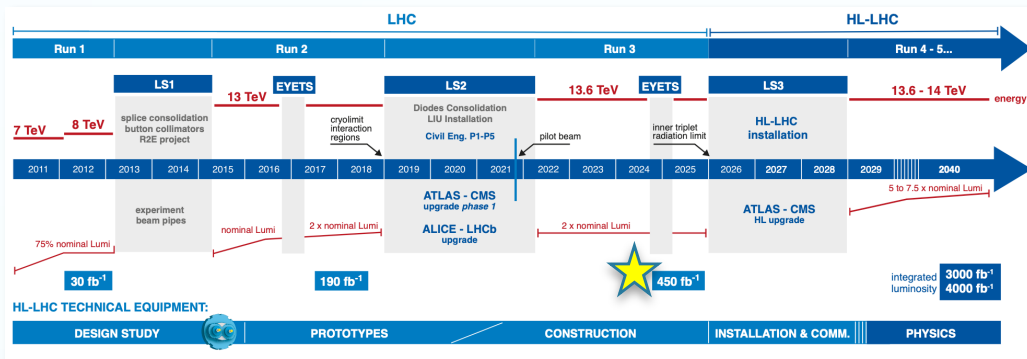 LHC
HL-LHC
Run 1
Run 2
Run 3
Run 4 - 5...
LS1
EYETS
LS2
EYETS
LS3
7 TeV
8 TeV
13 TeV
13.6 TeV
13.6 - 14 TeV
energy
splice consolidation
button collimators
R2E project
cryolimit
interaction
regions
Diodes Consolidation
LIU Installation
Civil Eng. P1-P5
pilot beam
inner triplet
radiation limit
HL-LHC
installation
2011
2012
2013
2014
2015
2016
2017
2018
2019
2020
2021
2022
2023
2024
2025
2026
2027
2028
2029
2040
experiment
beam pipes
ATLAS - CMS
upgrade phase 1
ALICE - LHCb
upgrade
ATLAS - CMS
HL upgrade
5 to 7.5 x nominal Lumi
75% nominal Lumi
nominal Lumi
2 x nominal Lumi
2 x nominal Lumi
30 fb-1
190 fb-1
450 fb-1
integrated
luminosity
3000 fb-1
4000 fb-1
HL-LHC TECHNICAL EQUIPMENT:
DESIGN STUDY
PROTOTYPES
CONSTRUCTION
INSTALLATION & COMM.
PHYSICS